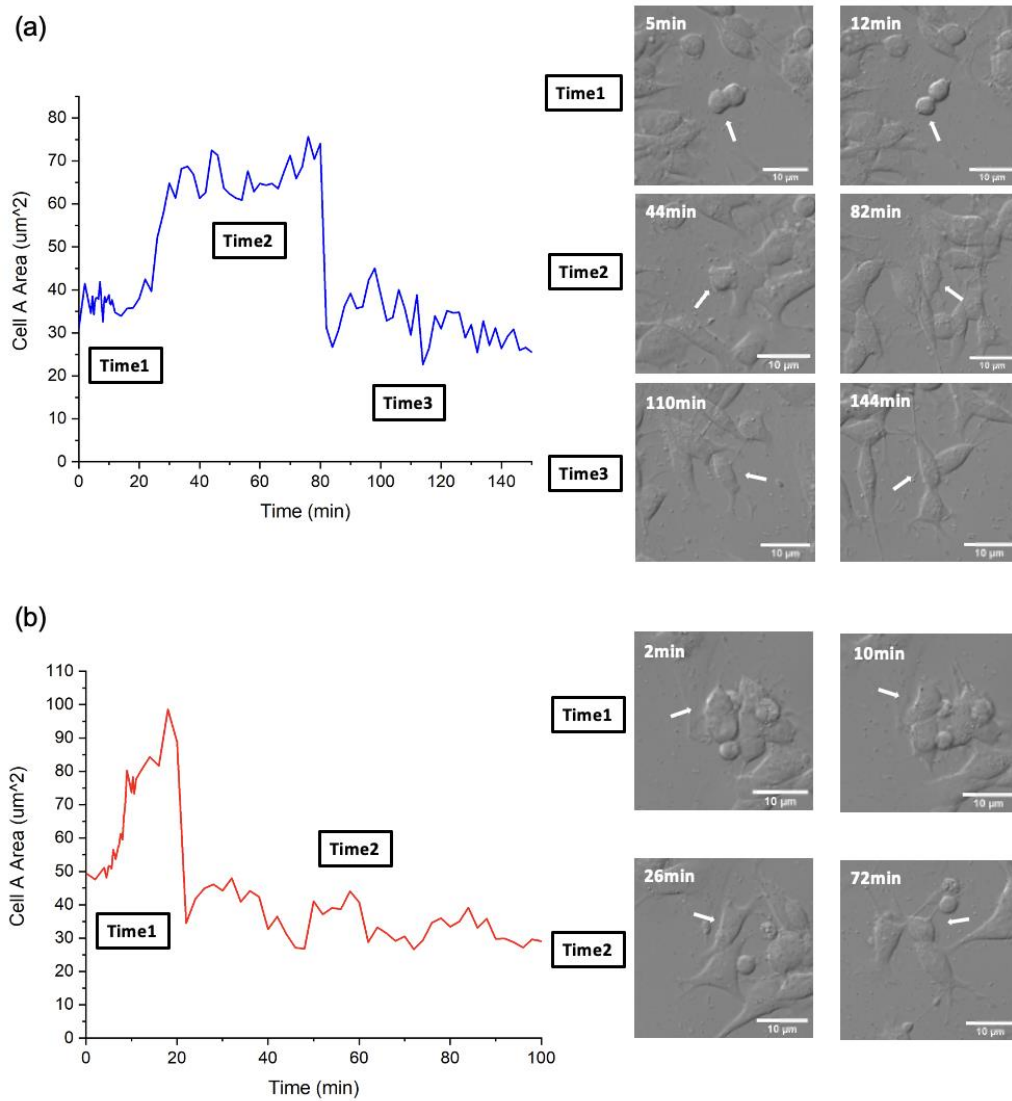 (a)
80
70
60
50
40
30
20
10
0
Cell A Area (um^2)
0 20 40 60 80 100 120 140
Time (min)
Time1
Time2
Time3
Time1
5min
10 µm
12min
10 µm
Time2
44min
10 µm
82min
10 µm
Time3
110min
10 µm
144min
10 µm
(b)
110
100
90
80
70
60
50
40
30
20
10
0
Cell A Area (um^2)
0 20 40 60 80 100
Time (min)
Time1
Time2
Time1
2min
10 µm
10min
10 µm
Time2
26min
10 µm
72min
10 µm